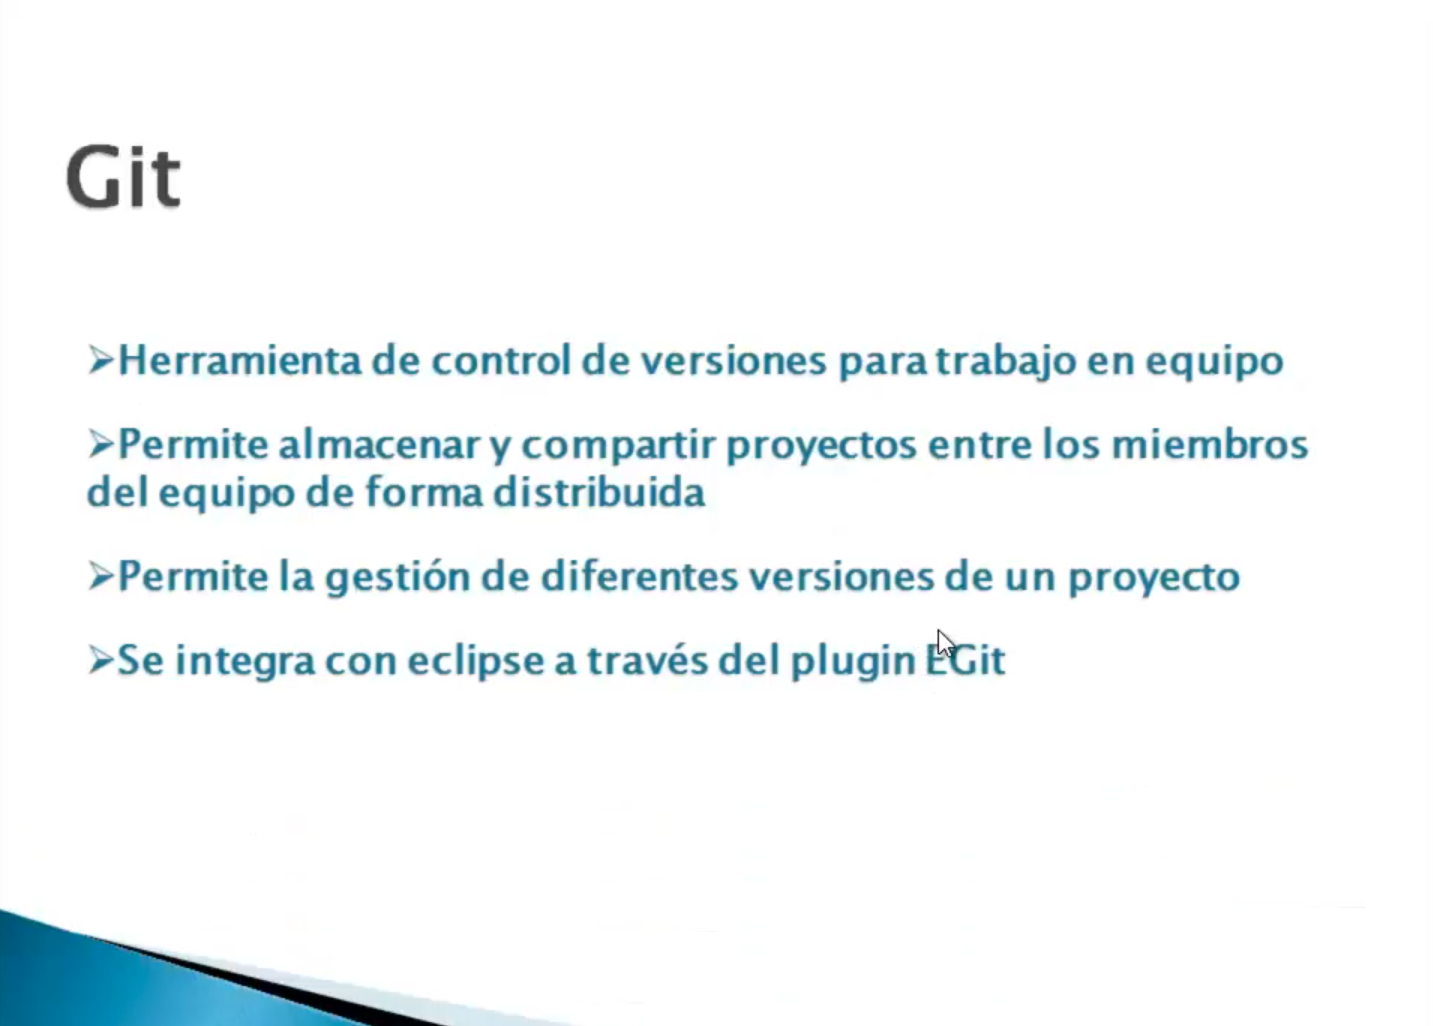 Git
➢Herramienta de control de versiones para trabajo en equipo
➢Permite almacenar y compartir proyectos entre los miembros
del equipo de forma distribuida
➢Permite la gestión de diferentes versiones de un proyecto
➢Se integra con eclipse a través del plugin EGit